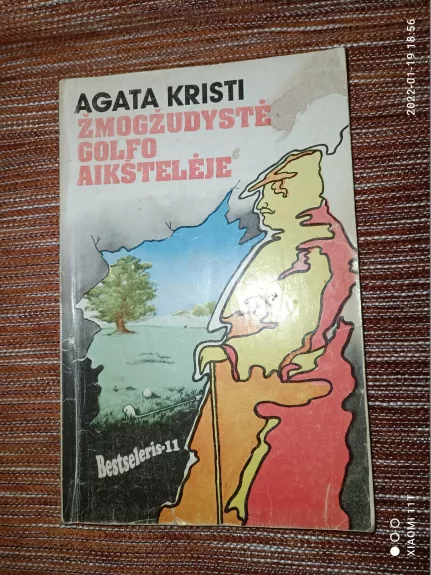 AGATA KRISTI
ŽMOGŽUDYSTĖ
GOLFO
AIKŠTELĖJE
Bestseleris-11
2022-01-19 18:56
XIAOMI 11T